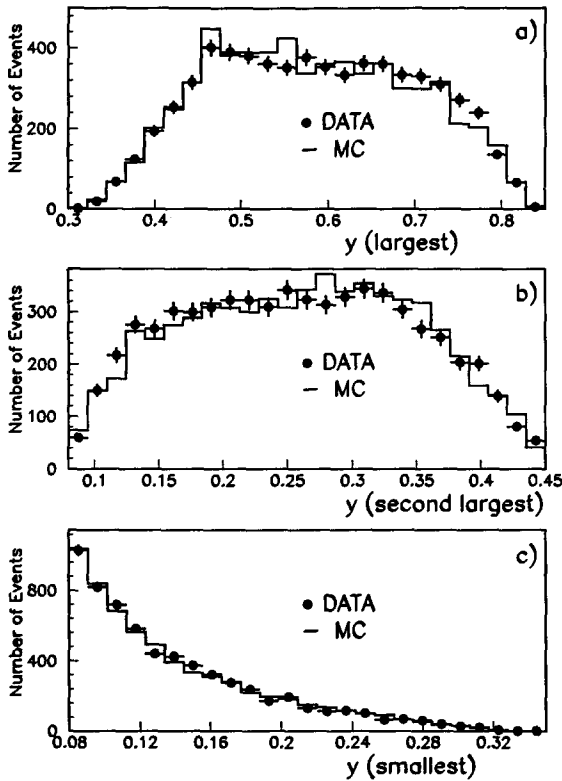 a)
Number of Events
400
200
0
DATA
MC
0.3 0.4 0.5 0.6 0.7 0.8
y (largest)
b)
Number of Events
300
200
100
0
DATA
MC
0.1 0.15 0.2 0.25 0.3 0.35 0.4 0.45
y (second largest)
c)
Number of Events
800
400
0
DATA
MC
0.08 0.12 0.16 0.2 0.24 0.28 0.32
y (smallest)